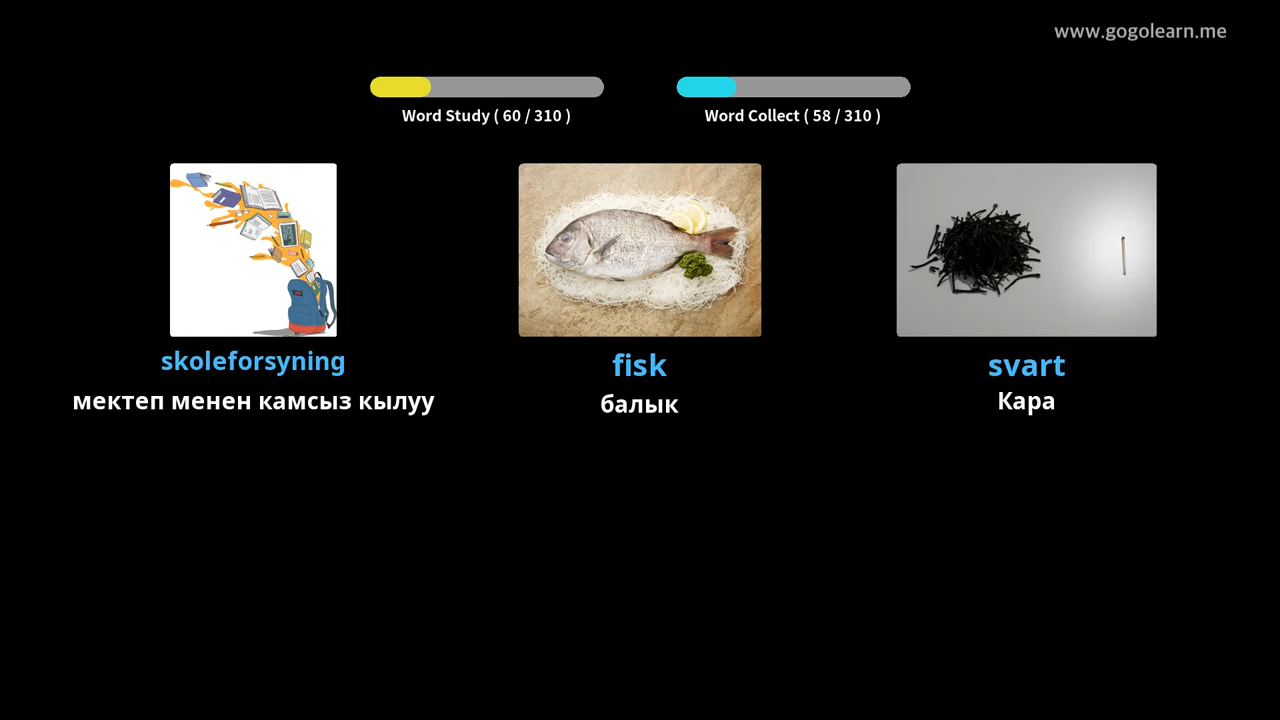 www.gogolearn.me
Word Study ( 60 / 310 )
Word Collect ( 58 / 310 )
skoleforsyning
мектеп менен камсыз кылуу
fisk
балык
svart
Кара